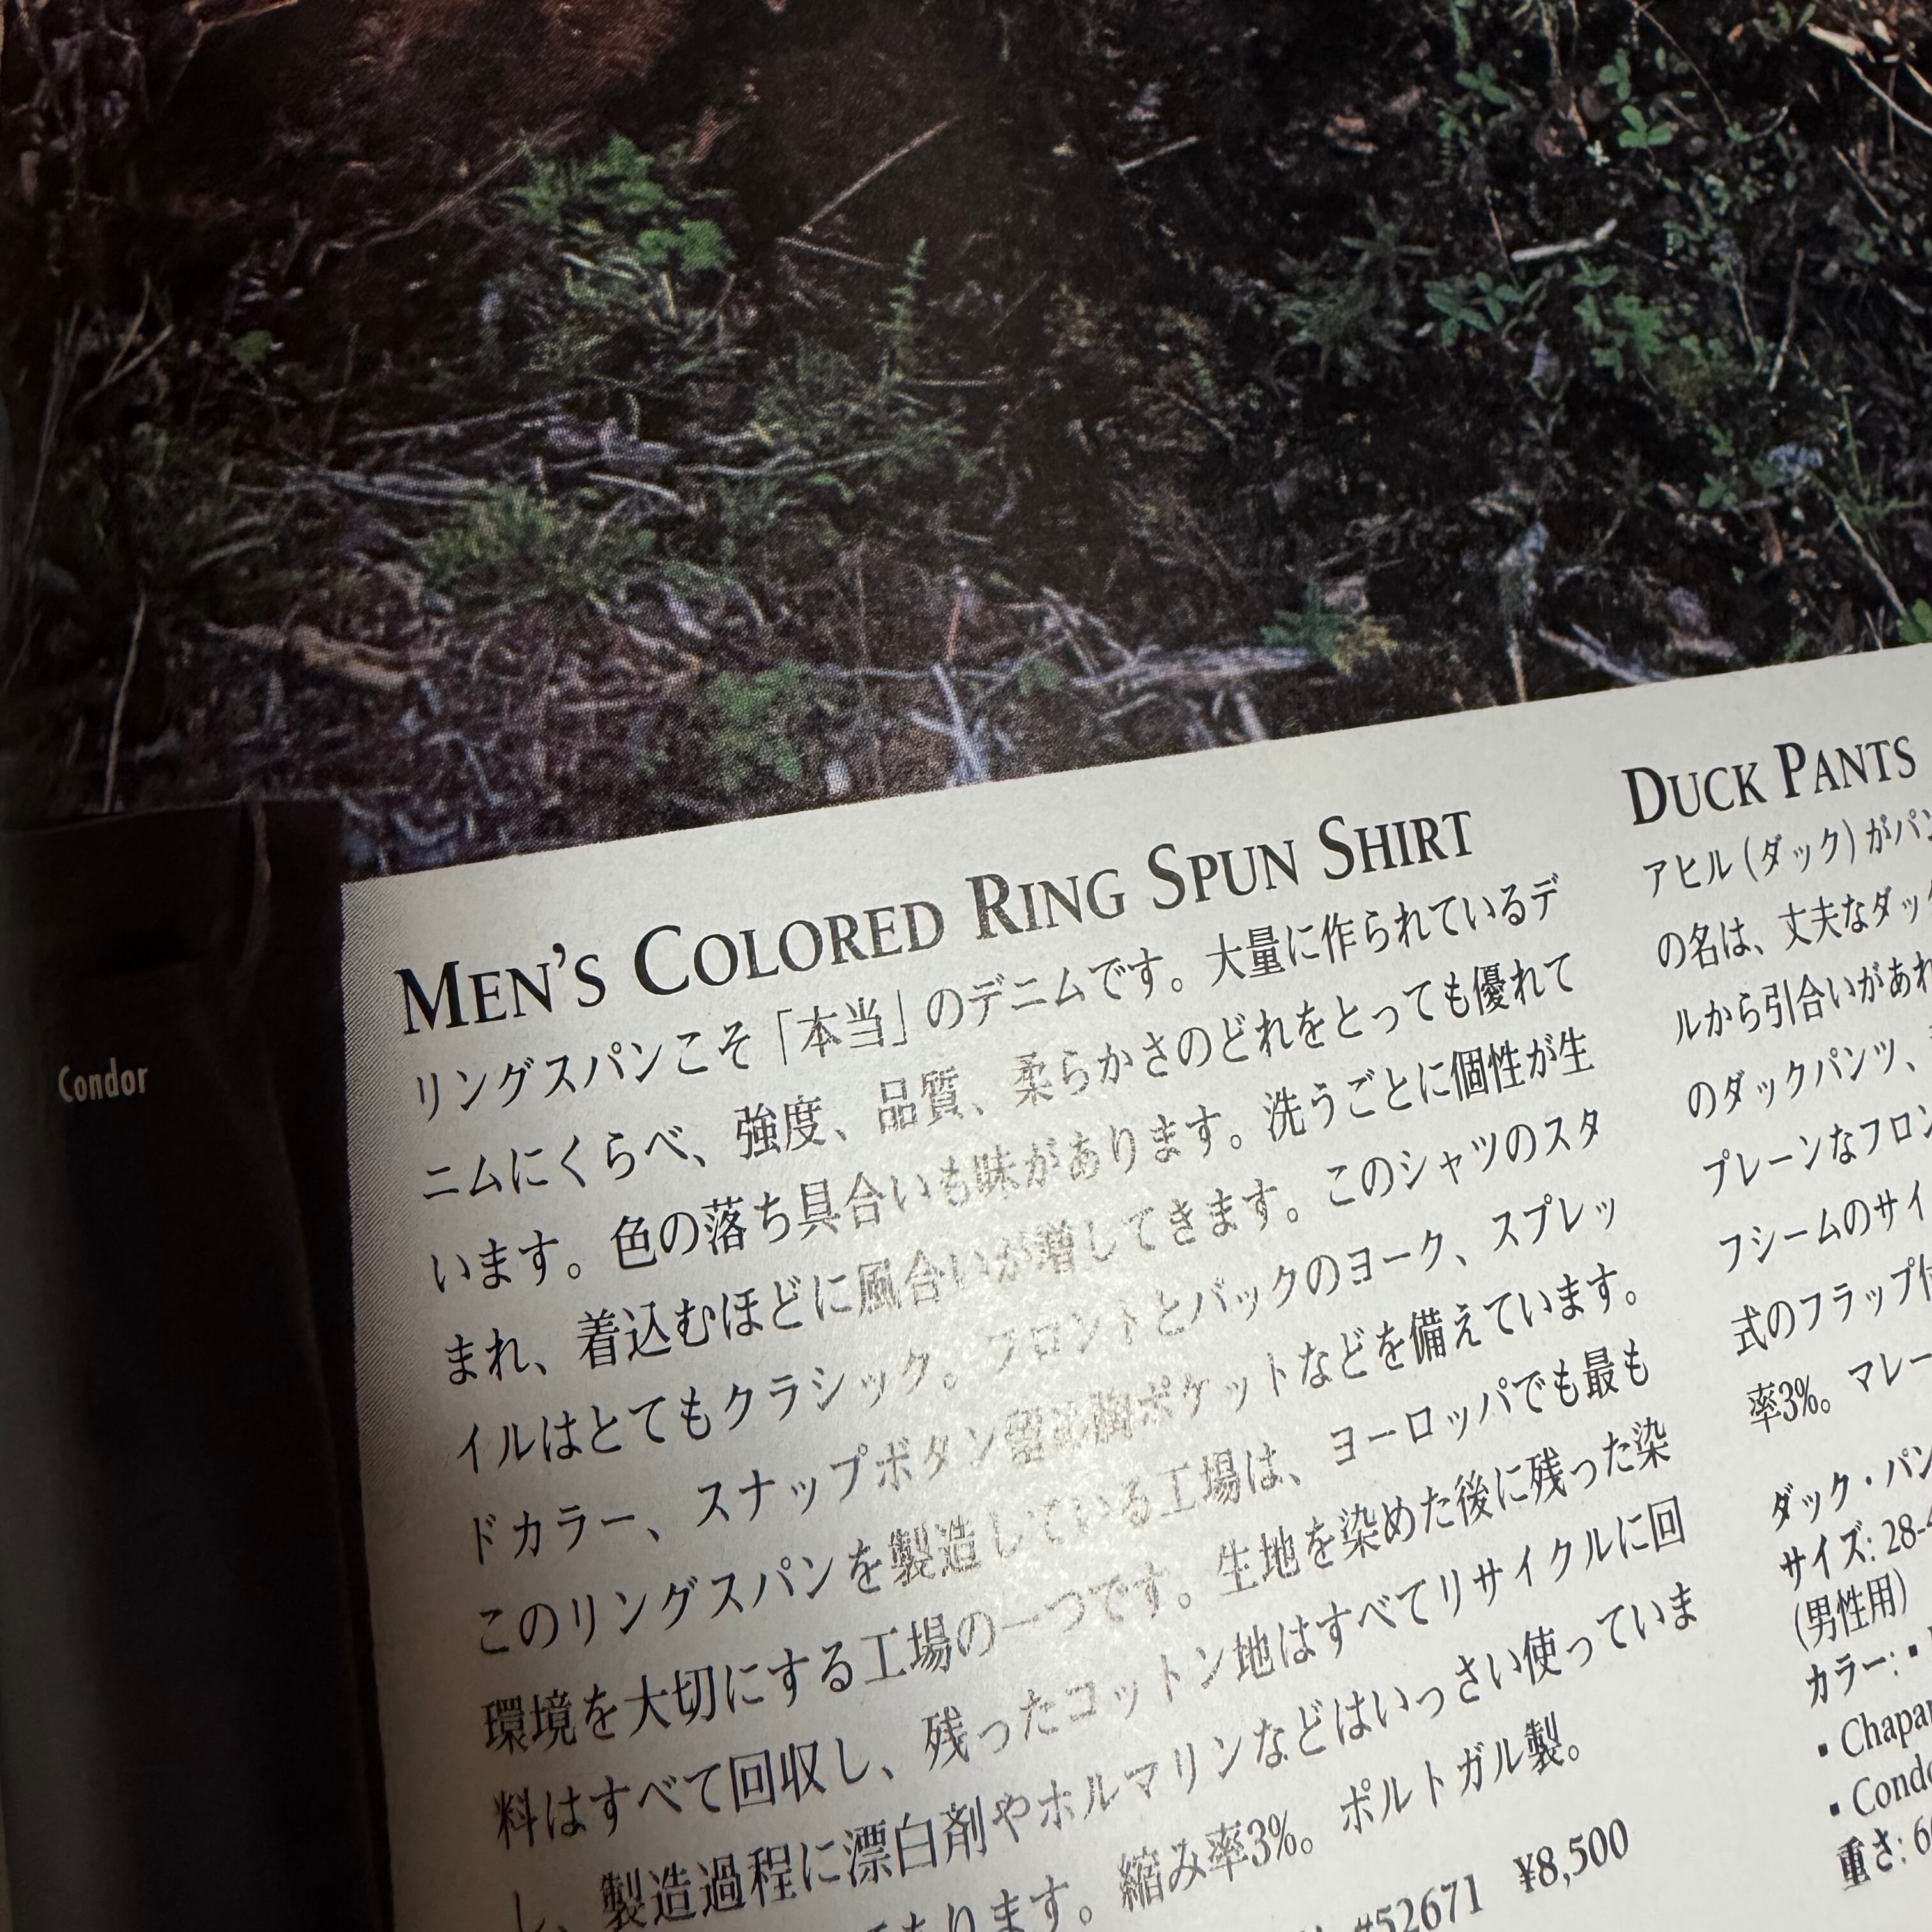 Condor
MEN'S COLORED RING SPUN SHIRT
リングスパンこそ「本当」のデニムです。大量に作られているデ
ニムにくらべ、強度、品質、柔らかさのどれをとっても優れて
います。色の落ち具合いも味があります。洗うごとに個性が生
まれ、着込むほどに風合いが増してきます。このシャツのスタ
イルはとてもクラシック。フロントとバックのヨーク、スプレッ
ドカラー、スナップボタン留め胸ポケットなどを備えています。
このリングスパンを製造している工場は、ヨーロッパでも最も
環境を大切にする工場の一つです。生地を染めた後に残った染
料はすべて回収し、残ったコットン地はすべてリサイクルに回
し、製造過程に漂白剤やホルマリンなどはいっさい使っていま
あります。縮み率3%。ポルトガル製。
#52671 ¥8,500
DUCK PANTS
アヒル(ダック)がパン
の名は、丈夫なダッ
ルから引合いがあれ
のダックパンツ、
プレーンなフロン
フシームのサイ
式のフラップ付
率3%。マレー
ダック・パン
サイズ: 28-
(男性用)
カラー: ▪
▪ Chapar
▪ Condo
重さ: 6